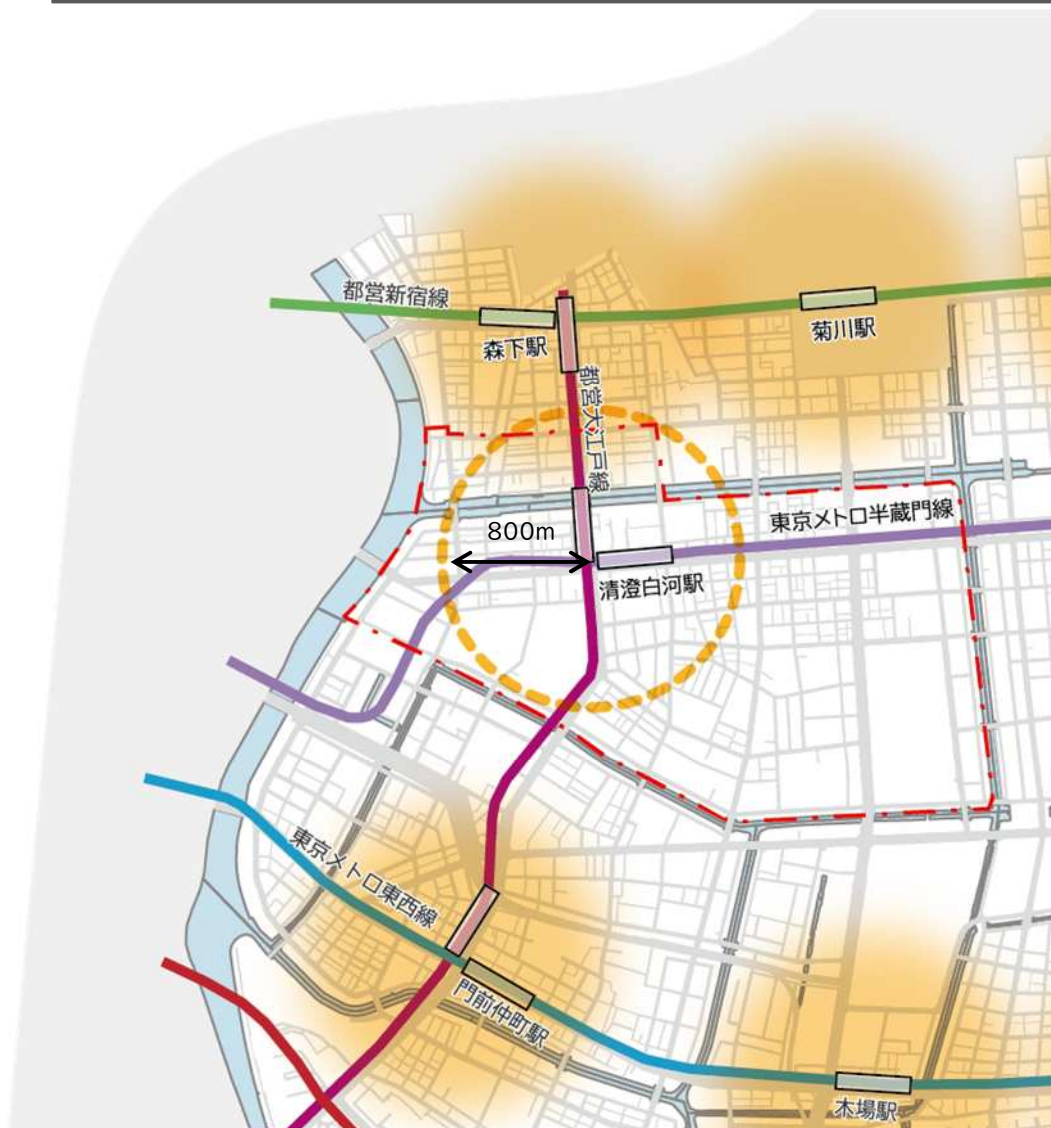 都営新宿線
森下駅
菊川駅
都営大江戸線
800m
東京メトロ半蔵門線
清澄白河駅
東京メトロ東西線
門前仲町駅
木場駅